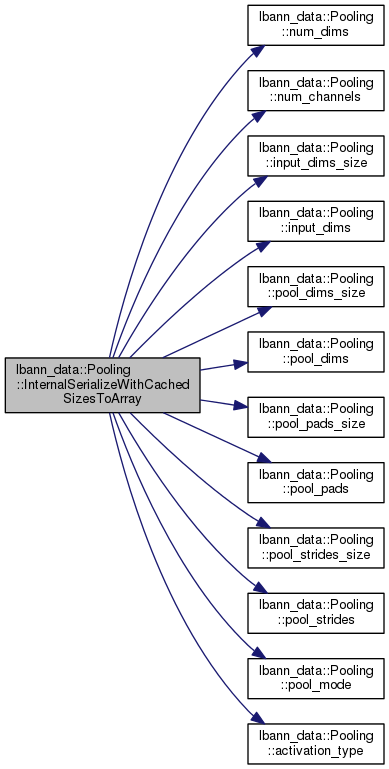 lbann_data::Pooling
::num_dims
lbann_data::Pooling
::num_channels
lbann_data::Pooling
::input_dims_size
lbann_data::Pooling
::input_dims
lbann_data::Pooling
::pool_dims_size
lbann_data::Pooling
::InternalSerializeWithCached
SizesToArray
lbann_data::Pooling
::pool_dims
lbann_data::Pooling
::pool_pads_size
lbann_data::Pooling
::pool_pads
lbann_data::Pooling
::pool_strides_size
lbann_data::Pooling
::pool_strides
lbann_data::Pooling
::pool_mode
lbann_data::Pooling
::activation_type